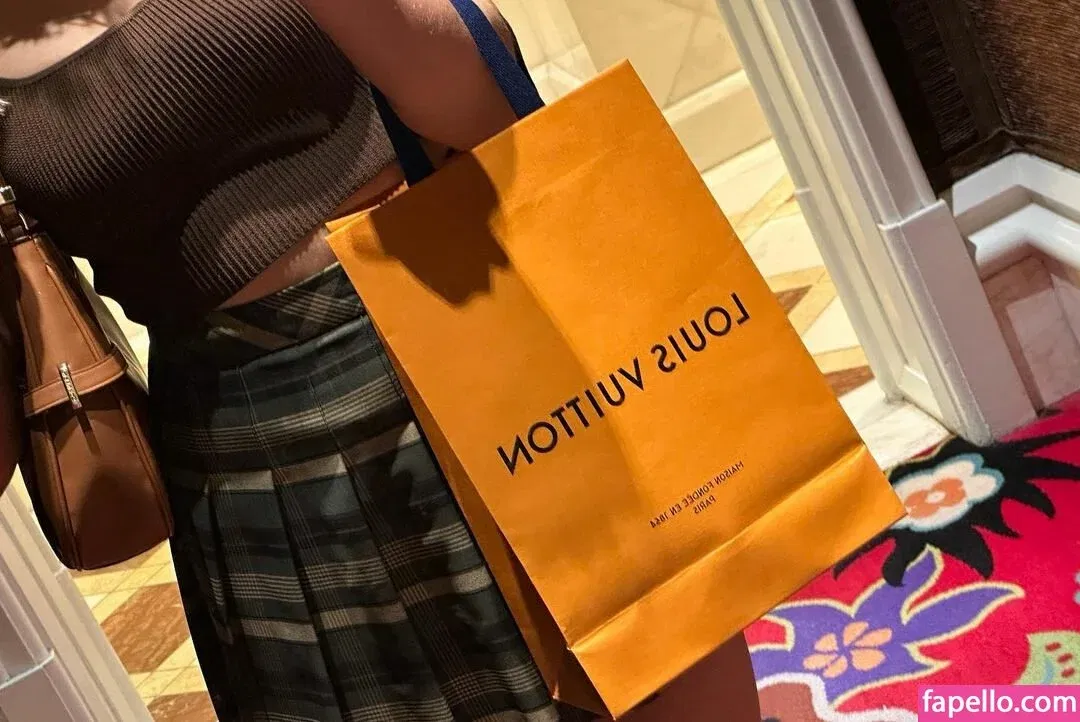 LOUIS VUITTON
MAISON FONDÉE EN 1854
PARIS
fapello.com